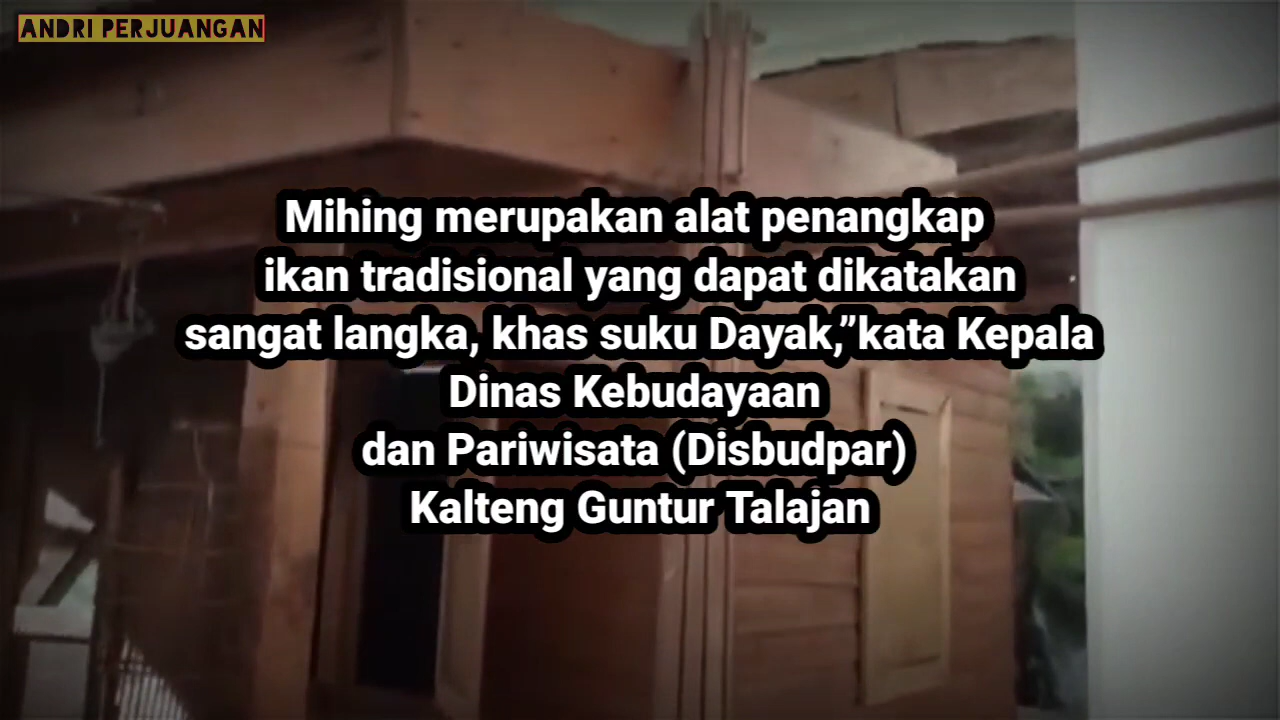 ANDRI PERJUANGAN
Mihing merupakan alat penangkap
ikan tradisional yang dapat dikatakan
sangat langka, khas suku Dayak,”kata Kepala
Dinas Kebudayaan
dan Pariwisata (Disbudpar)
Kalteng Guntur Talajan